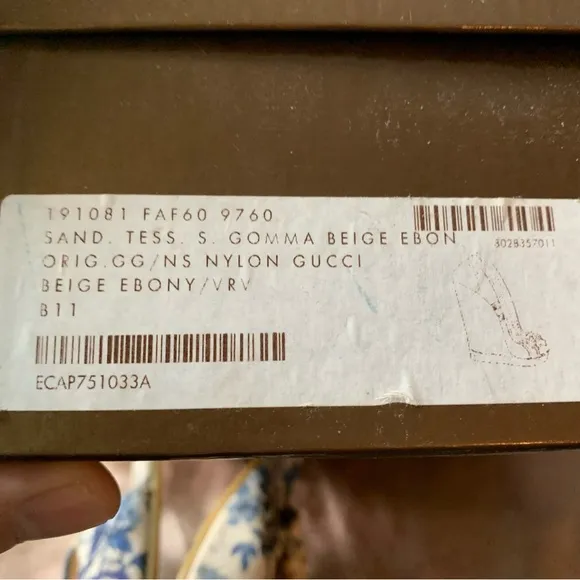 191081 FAF60 9760
SAND. TESS. S. GOMMA BEIGE EBON
3028357011
ORIG.GG/NS NYLON GUCCI
BEIGE EBONY/VRV
B11
ECAP751033A